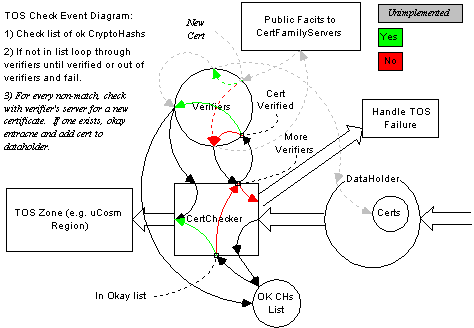 TOS Check Event Diagram:
1) Check list of ok CryptoHashs
2) If not in list loop through
verifiers until verified or out of
verifiers and fail.
3) For every non-match, check
with verifier's server for a new
certificate. If one exists, okay
entraone and add cert to
dataholder.
New
Cert
Public Facits to
CertFamilyServers
Unimplemented
Yes
No
Verifiers
Cert
Verified
More
Verifiers
Handle TOS
Failure
DataHolder
Certs
TOS Zone (e.g. uCosm
Region)
CertChecker
In Okay list
OK CHs
List